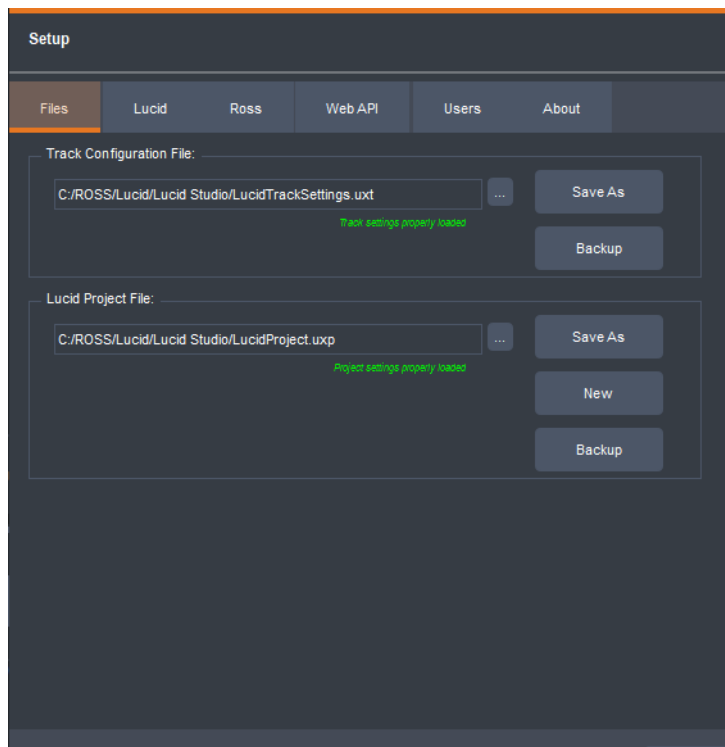 Setup
Files Lucid Ross Web API Users About
Track Configuration File:
C:/ROSS/Lucid/Lucid Studio/LucidTrackSettings.uxt ... Save As
Track settings properly loaded
Backup
Lucid Project File:
C:/ROSS/Lucid/Lucid Studio/LucidProject.uxp ... Save As
Project settings properly loaded
New
Backup